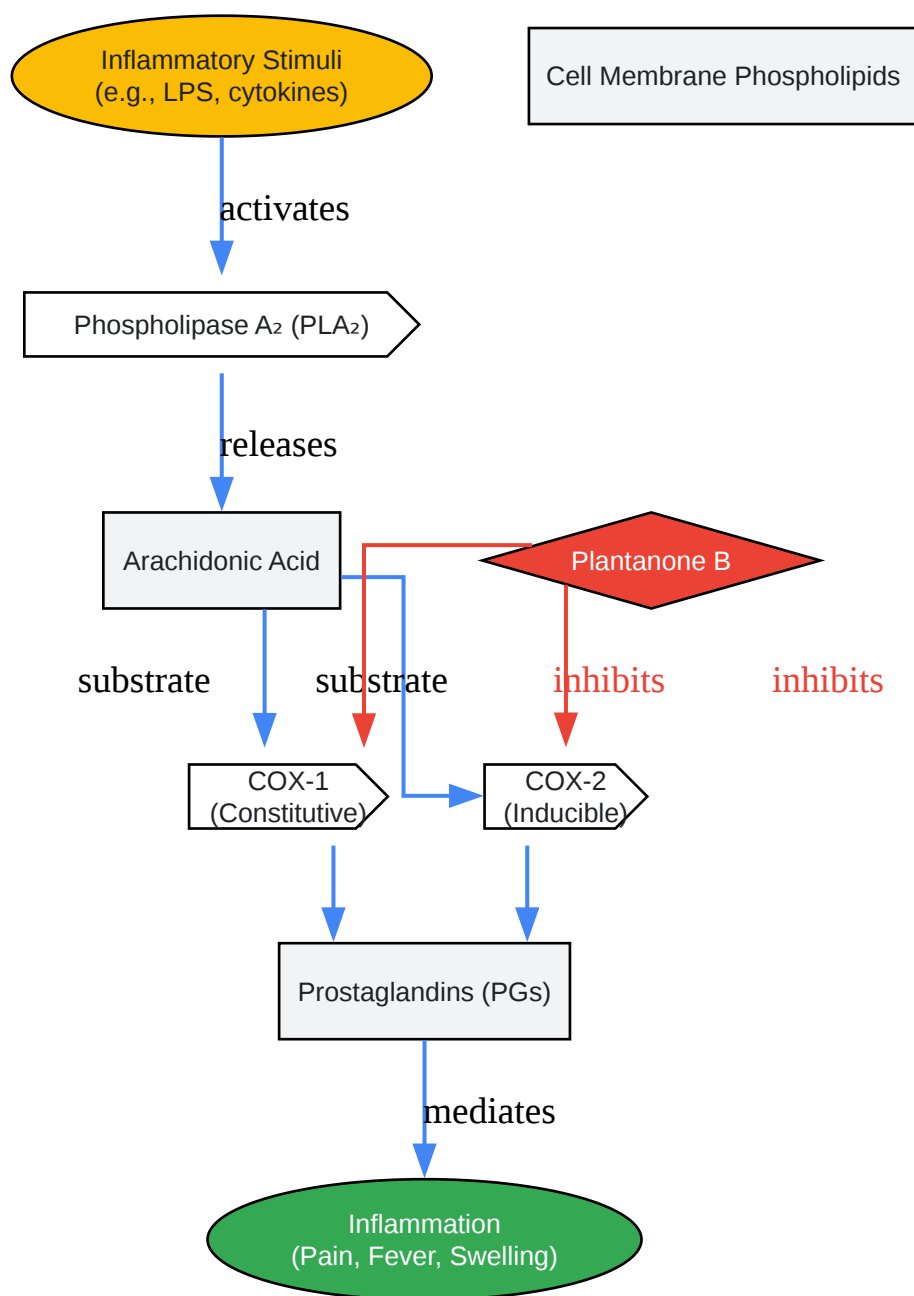 Inflammatory Stimuli
(e.g., LPS, cytokines)
Cell Membrane Phospholipids
activates
Phospholipase A₂ (PLA₂)
releases
Arachidonic Acid
Plantanone B
substrate
substrate
inhibits
inhibits
COX-1
(Constitutive)
COX-2
(Inducible)
Prostaglandins (PGs)
mediates
Inflammation
(Pain, Fever, Swelling)